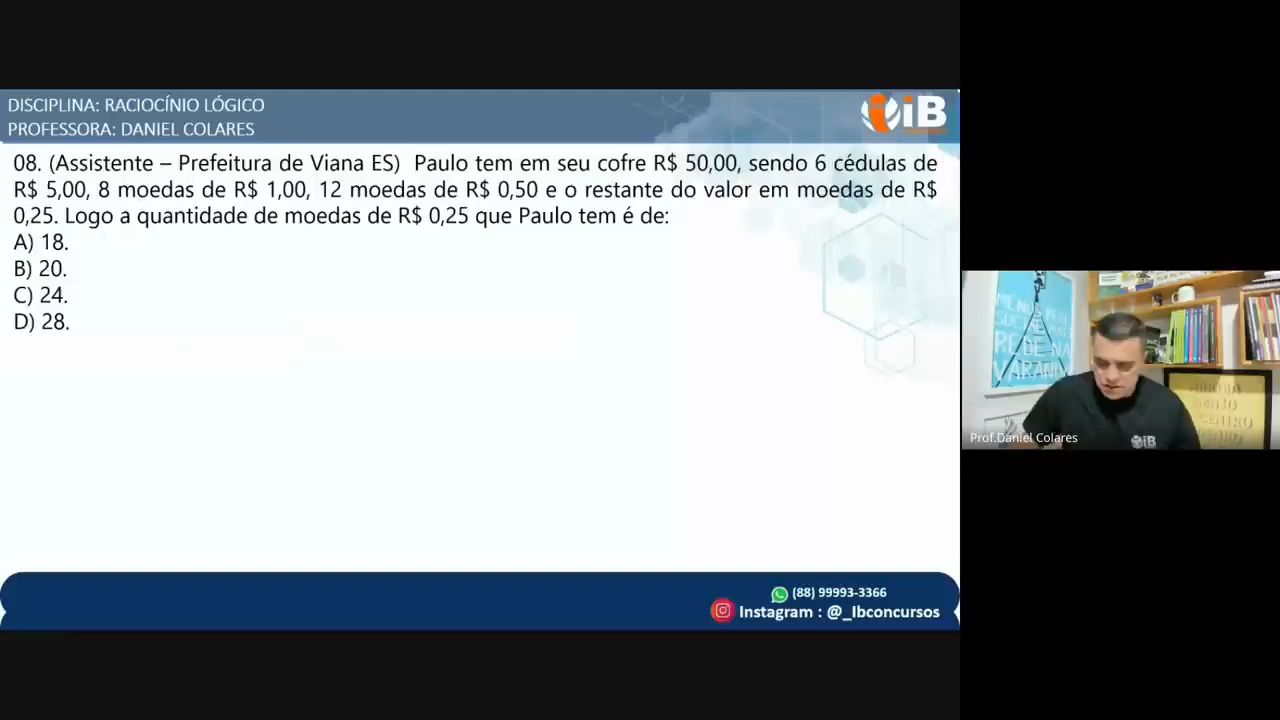 DISCIPLINA: RACIOCÍNIO LÓGICO
PROFESSORA: DANIEL COLARES
iB
08. (Assistente – Prefeitura de Viana ES)  Paulo tem em seu cofre R$ 50,00, sendo 6 cédulas de
R$ 5,00, 8 moedas de R$ 1,00, 12 moedas de R$ 0,50 e o restante do valor em moedas de R$
0,25. Logo a quantidade de moedas de R$ 0,25 que Paulo tem é de:
A) 18.
B) 20.
C) 24.
D) 28.
(88) 99993-3366
Instagram : @_Ibconcursos
REDE NA
iB
Prof.Daniel Colares